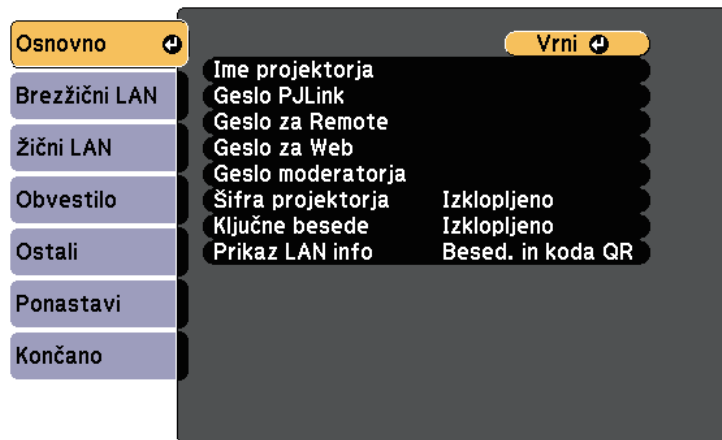 Osnovno
Brezžični LAN
Žični LAN
Obvestilo
Ostali
Ponastavi
Končano
Vrni
Ime projektorja
Geslo PJLink
Geslo za Remote
Geslo za Web
Geslo moderatorja
Šifra projektorja Izklopljeno
Ključne besede Izklopljeno
Prikaz LAN info Besed. in koda QR